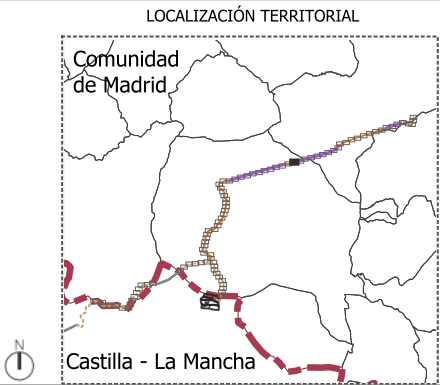 LOCALIZACIÓN TERRITORIAL
Comunidad
de Madrid
N
Castilla - La Mancha